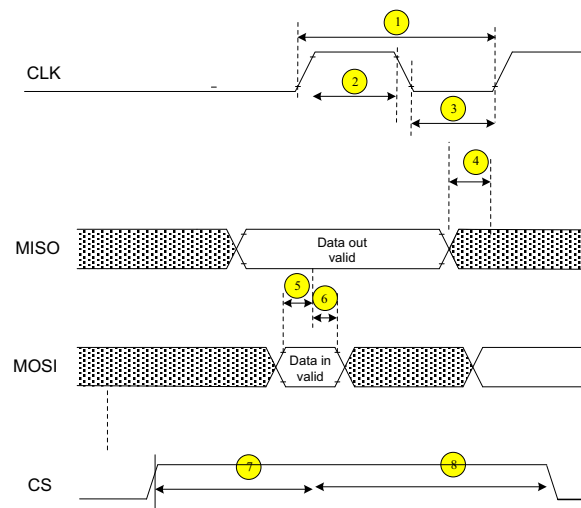 1
CLK
2
3
4
MISO
Data out
valid
5
6
MOSI
Data in
valid
7
8
CS